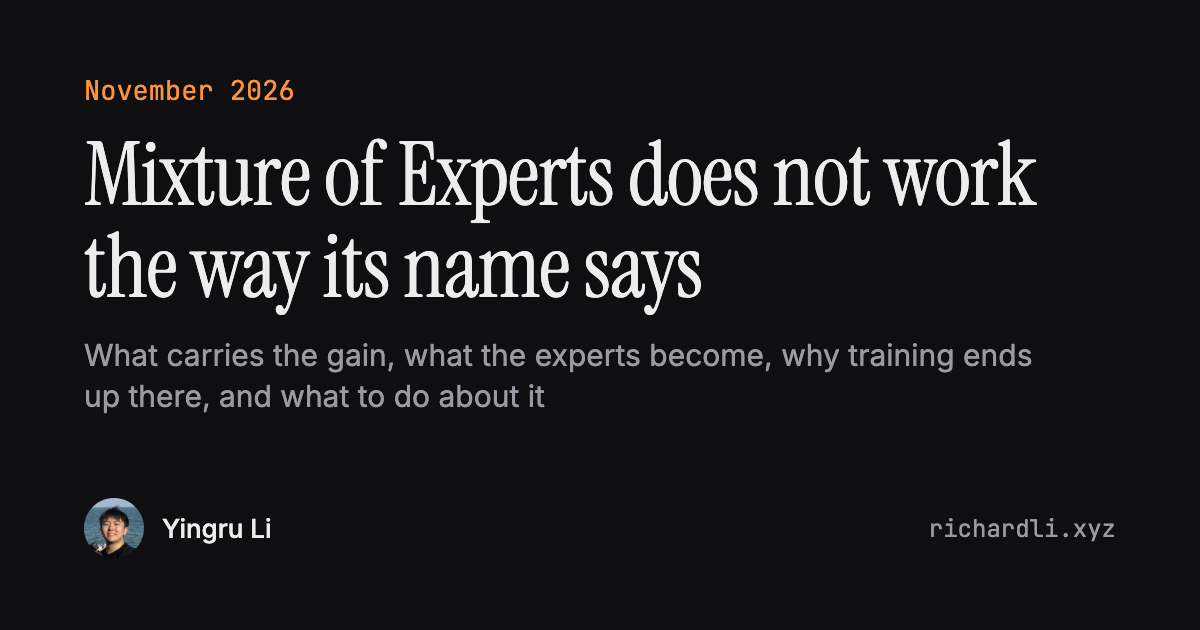 November 2026
Mixture of Experts does not work
the way its name says
What carries the gain, what the experts become, why training ends
up there, and what to do about it
Yingru Li
richardli.xyz